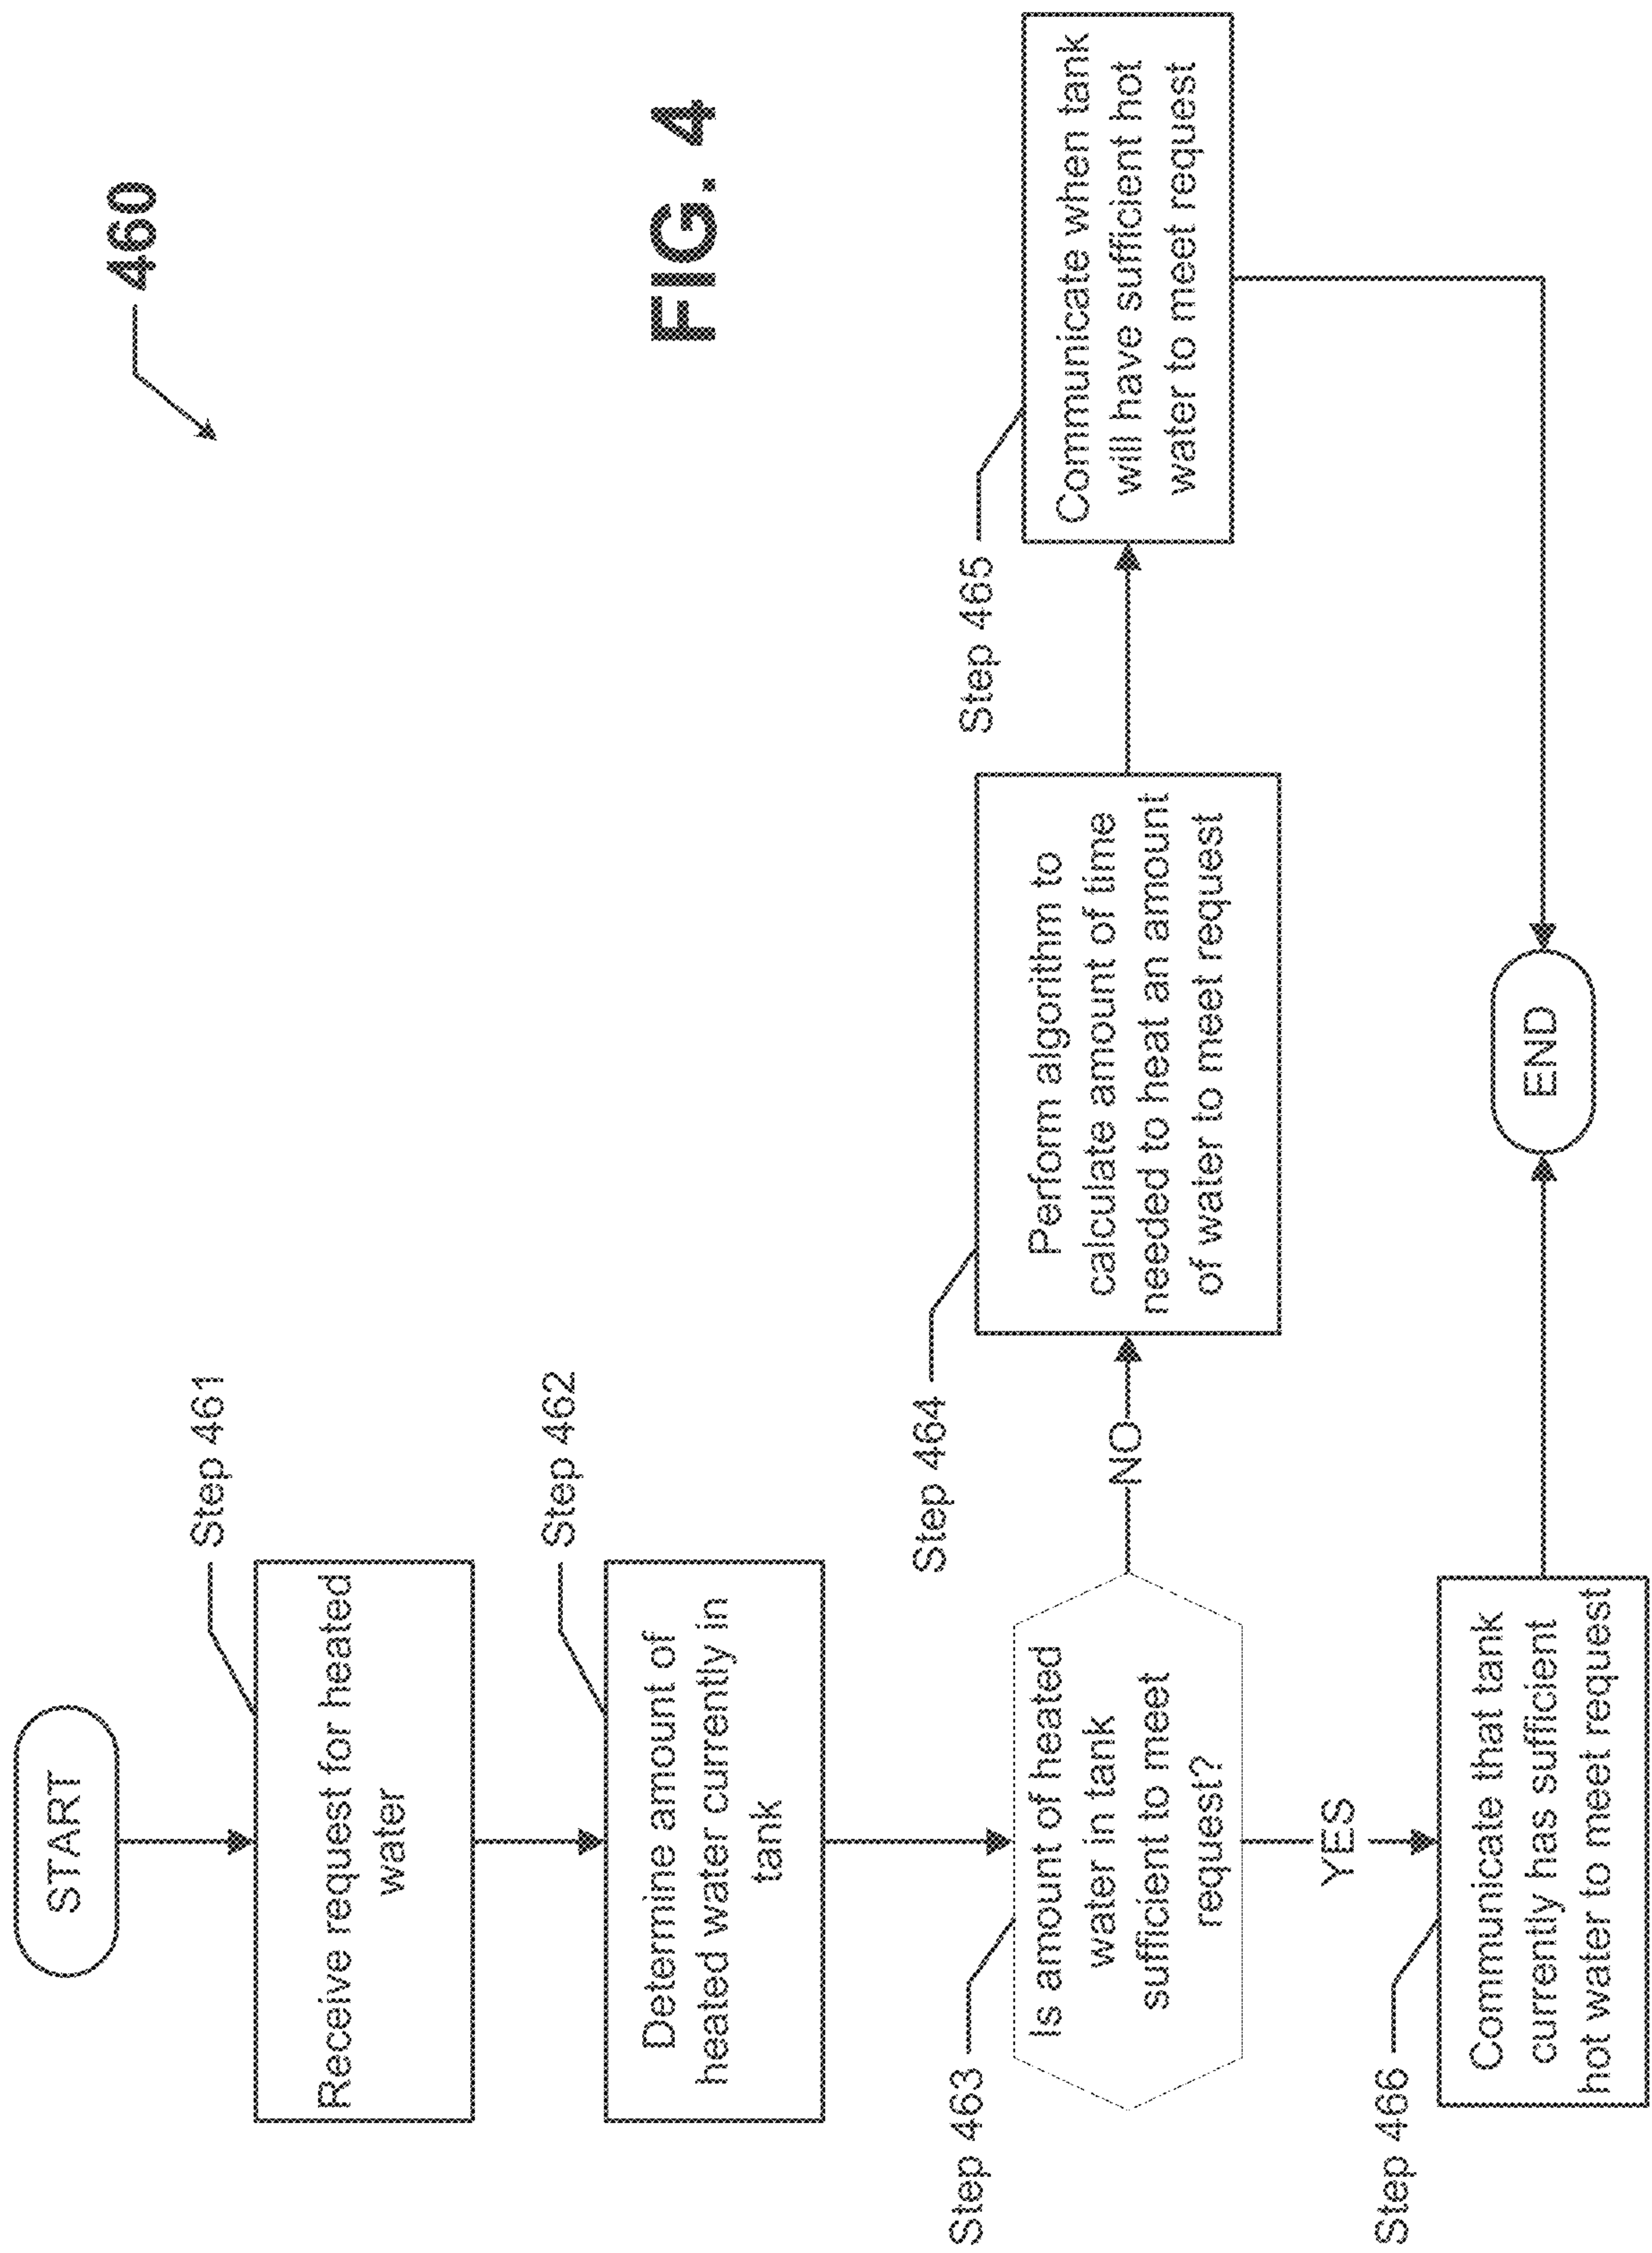 460
FIG. 4
START
Step 461
Receive request for heated
water
Step 462
Determine amount of
heated water currently in
tank
Step 463
Is amount of heated
water in tank
sufficient to meet
request?
NO
Step 464
Perform algorithm to
calculate amount of time
needed to heat an amount
of water to meet request
Step 465
Communicate when tank
will have sufficient hot
water to meet request
YES
Step 466
Communicate that tank
currently has sufficient
hot water to meet request
END